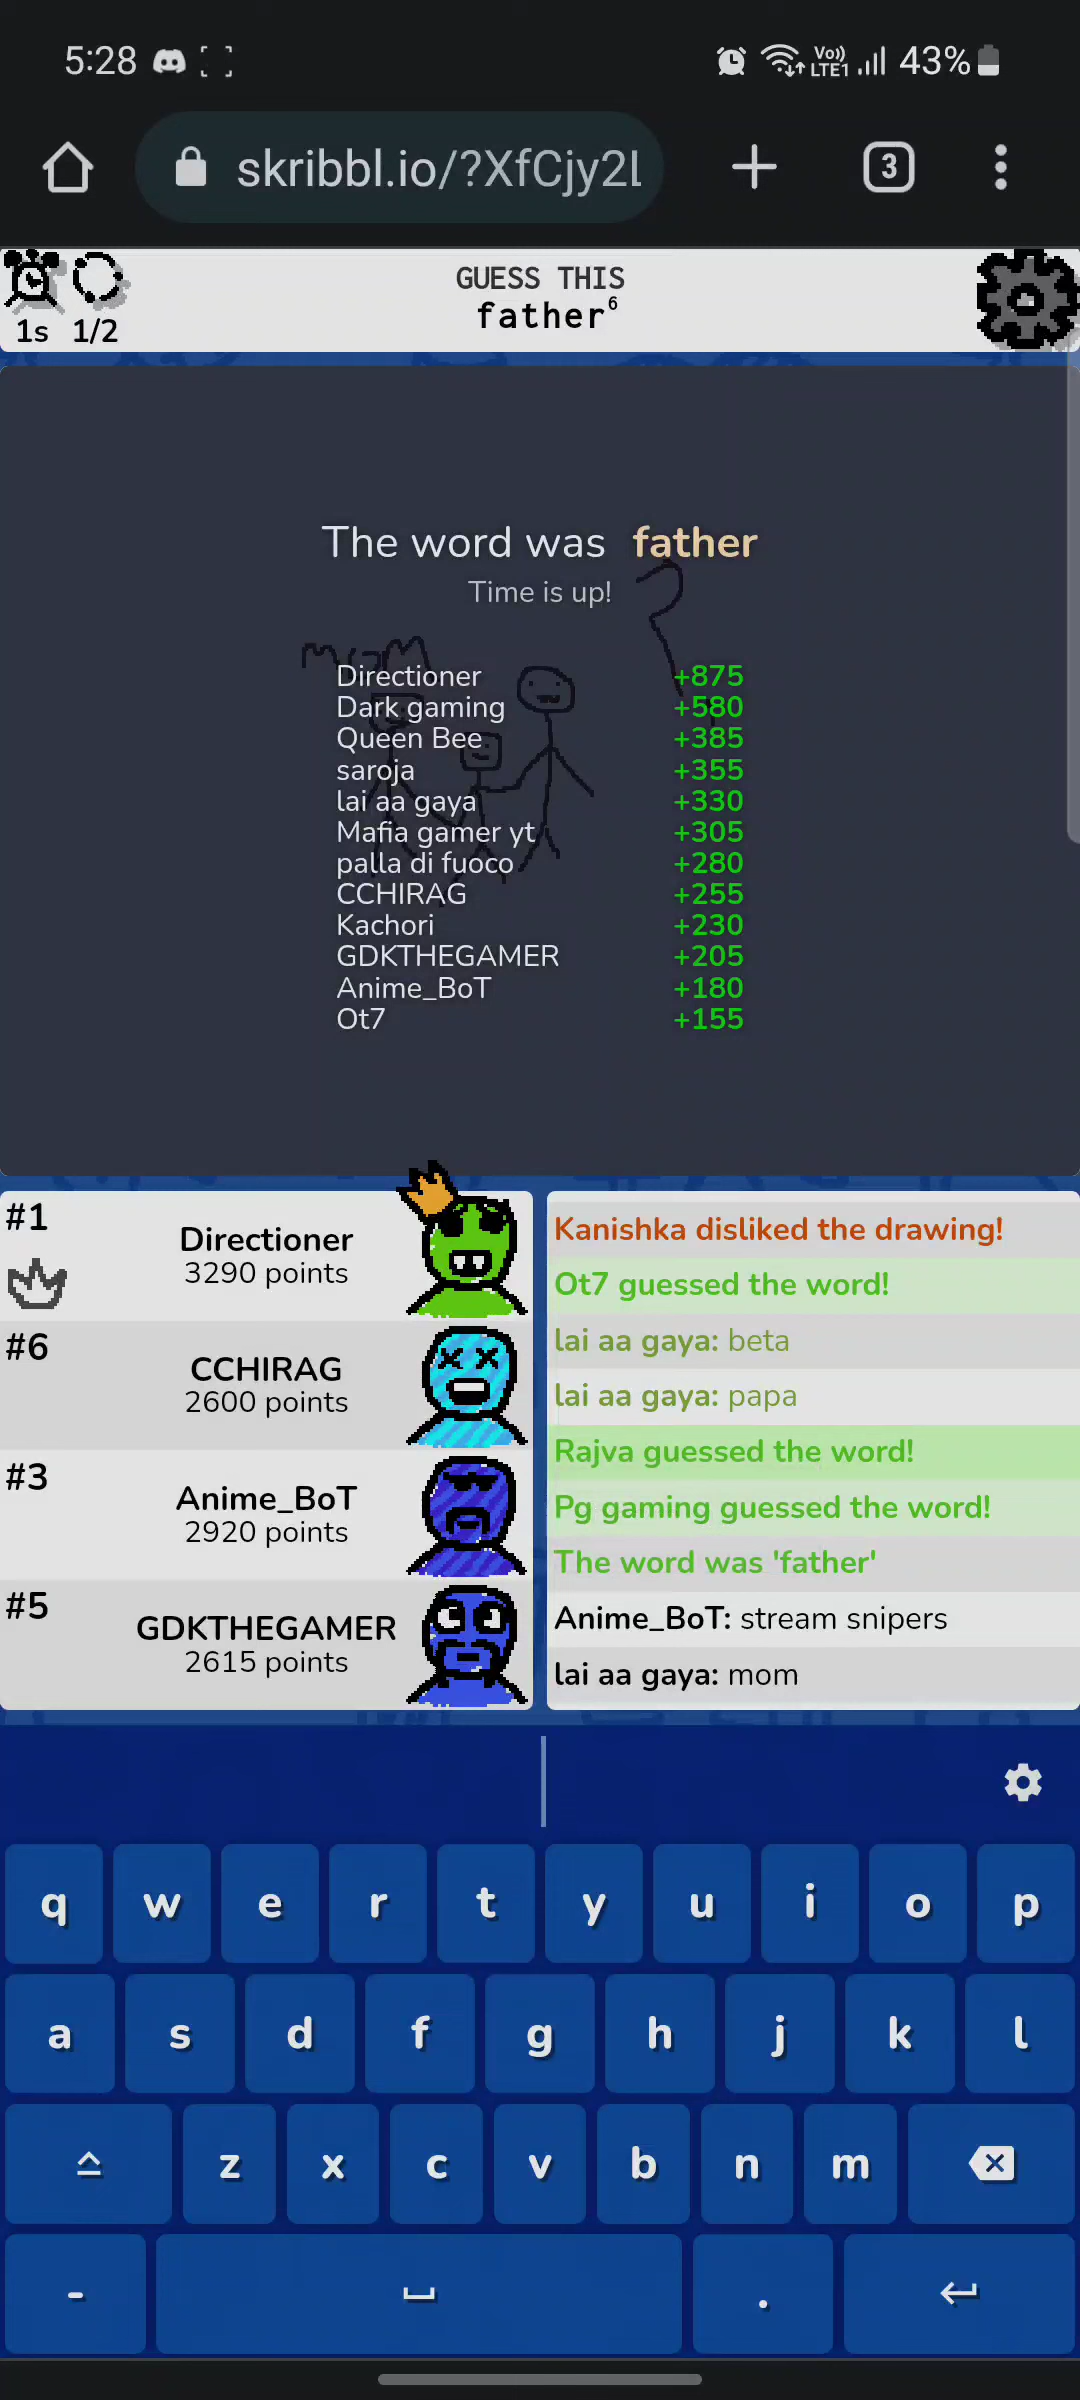 5:28
Vo)) LTE1 43%
skribbl.io/?XfCjy2l
3
GUESS THIS
father6
1s 1/2
The word was father
Time is up!
Directioner +875
Dark gaming +580
Queen Bee +385
saroja +355
lai aa gaya +330
Mafia gamer yt +305
palla di fuoco +280
CCHIRAG +255
Kachori +230
GDKTHEGAMER +205
Anime_BoT +180
Ot7 +155
#1
Directioner
3290 points
#6
CCHIRAG
2600 points
#3
Anime_BoT
2920 points
#5
GDKTHEGAMER
2615 points
Kanishka disliked the drawing!
Ot7 guessed the word!
lai aa gaya: beta
lai aa gaya: papa
Rajva guessed the word!
Pg gaming guessed the word!
The word was 'father'
Anime_BoT: stream snipers
lai aa gaya: mom
q w e r t y u i o p
a s d f g h j k l
z x c v b n m
- .